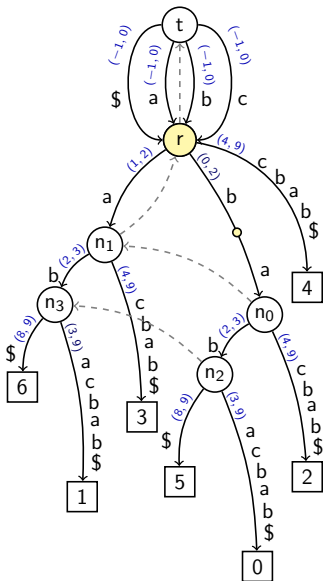 t
(−1, 0) (−1, 0) (−1, 0) (−1, 0)
$ a b c
r
(1, 2) (0, 2) (4, 9)
a b c b a b $
n1 (2, 3) (4, 9) a 4
b c b a b $ n0
n3 (2, 3) (4, 9)
(8, 9) (3, 9) b c b a b $
$ a c b a b $ n2
6 3 (8, 9) (3, 9)
$ a c b a b $
1 5 2
0